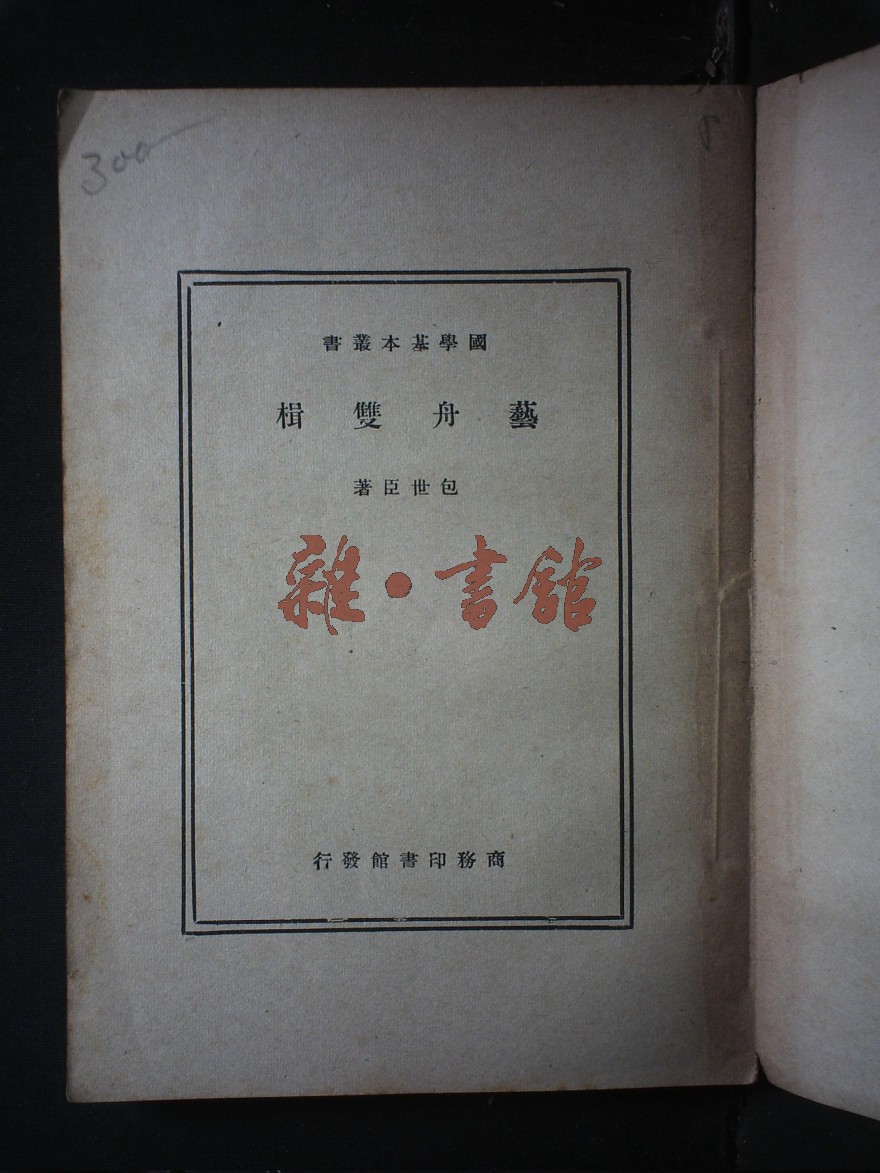 300
國學基本叢書
藝舟雙楫
包世臣著
雜·書館
商務印書館發行